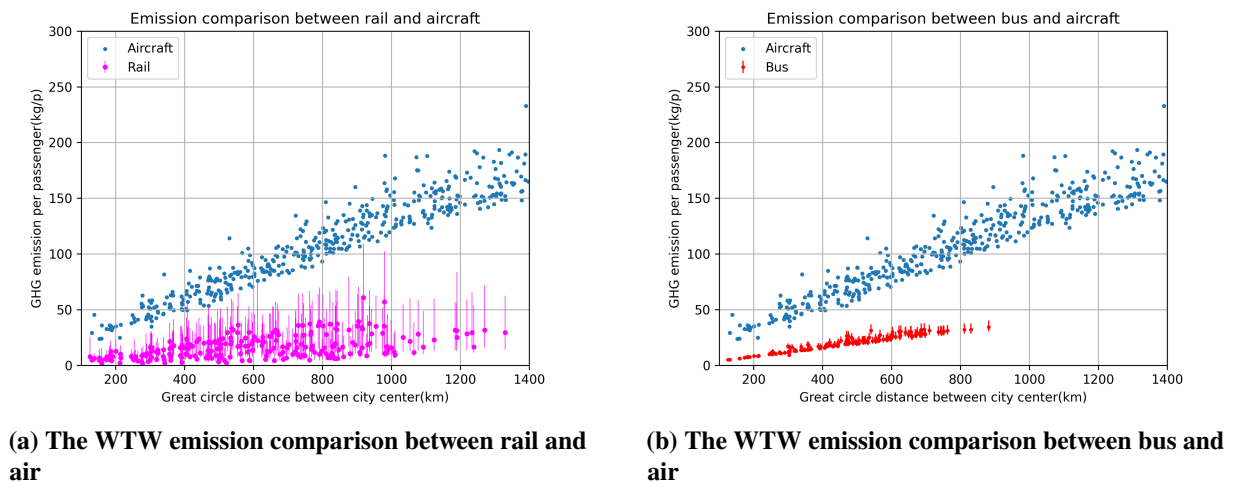 Emission comparison between rail and aircraft
300
250
200
150
100
50
0
GHG emission per passenger(kg/p)
Aircraft
Rail
200 400 600 800 1000 1200 1400
Great circle distance between city center(km)
(a) The WTW emission comparison between rail and
air
Emission comparison between bus and aircraft
300
250
200
150
100
50
0
GHG emission per passenger(kg/p)
Aircraft
Bus
200 400 600 800 1000 1200 1400
Great circle distance between city center(km)
(b) The WTW emission comparison between bus and
air